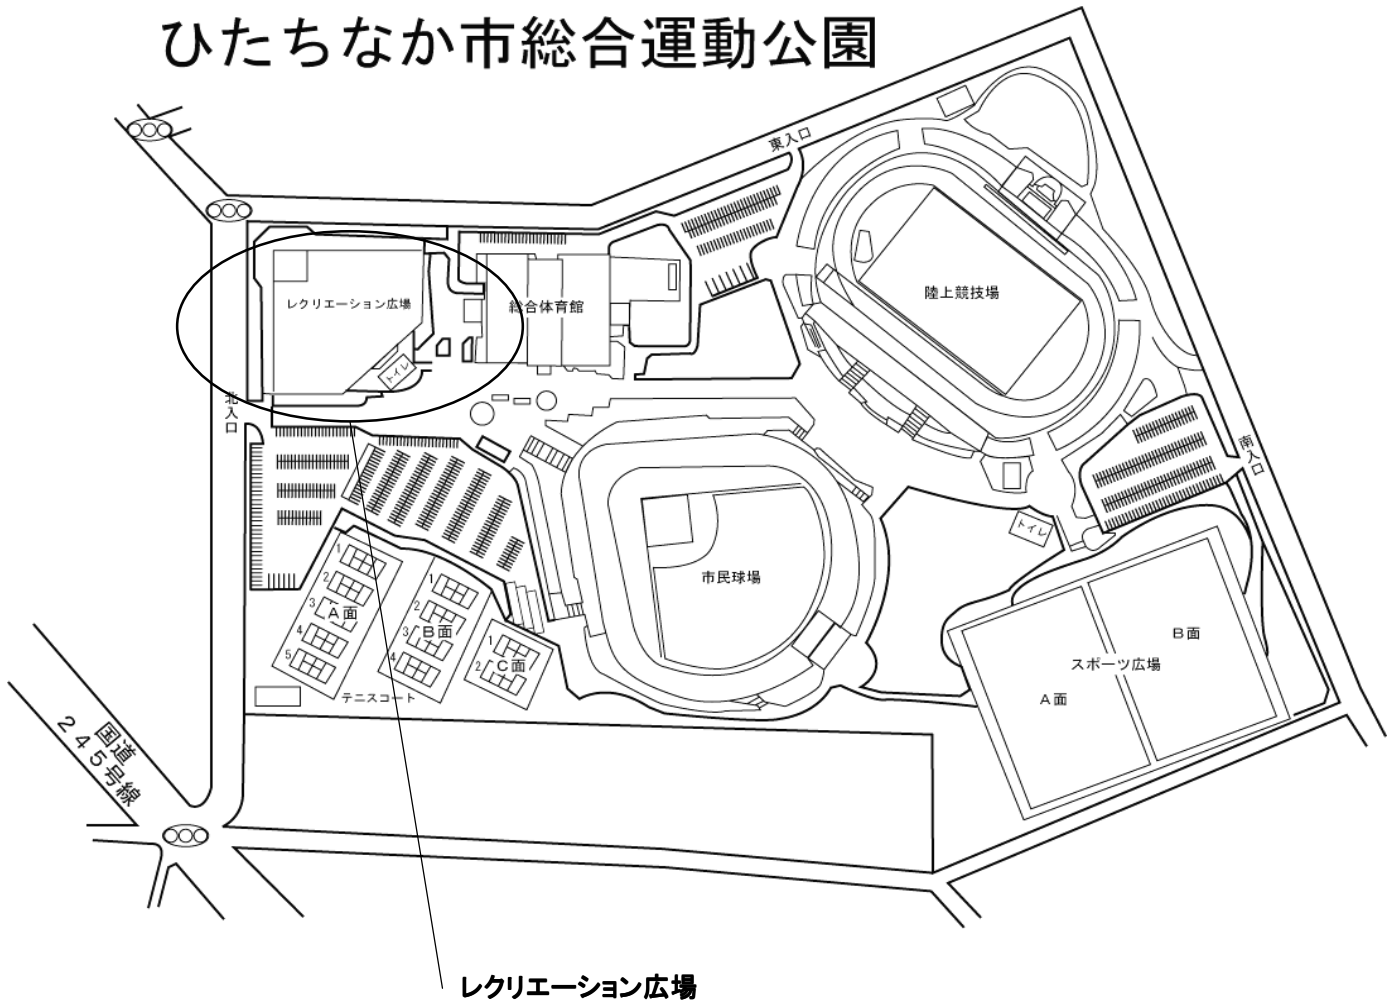 ひたちなか市総合運動公園
東入口
レクリエーション広場
総合体育館
陸上競技場
トイレ
北入口
南入口
トイレ
市民球場
1
2
3
4
5
A面
1
2
3
4
B面
1
2
C面
テニスコート
スポーツ広場
A面
B面
国道
245号線
レクリエーション広場